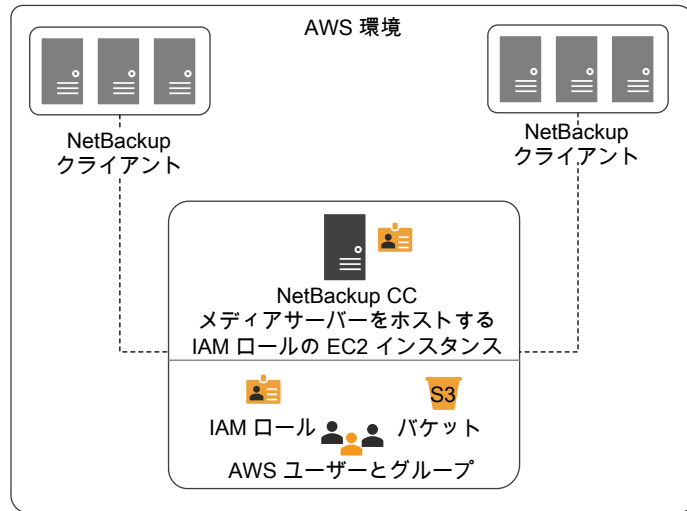 AWS 環境
NetBackup
クライアント
NetBackup
クライアント
NetBackup CC
メディアサーバーをホストする
IAM ロールの EC2 インスタンス
S3
IAM ロール
バケット
AWS ユーザーとグループ